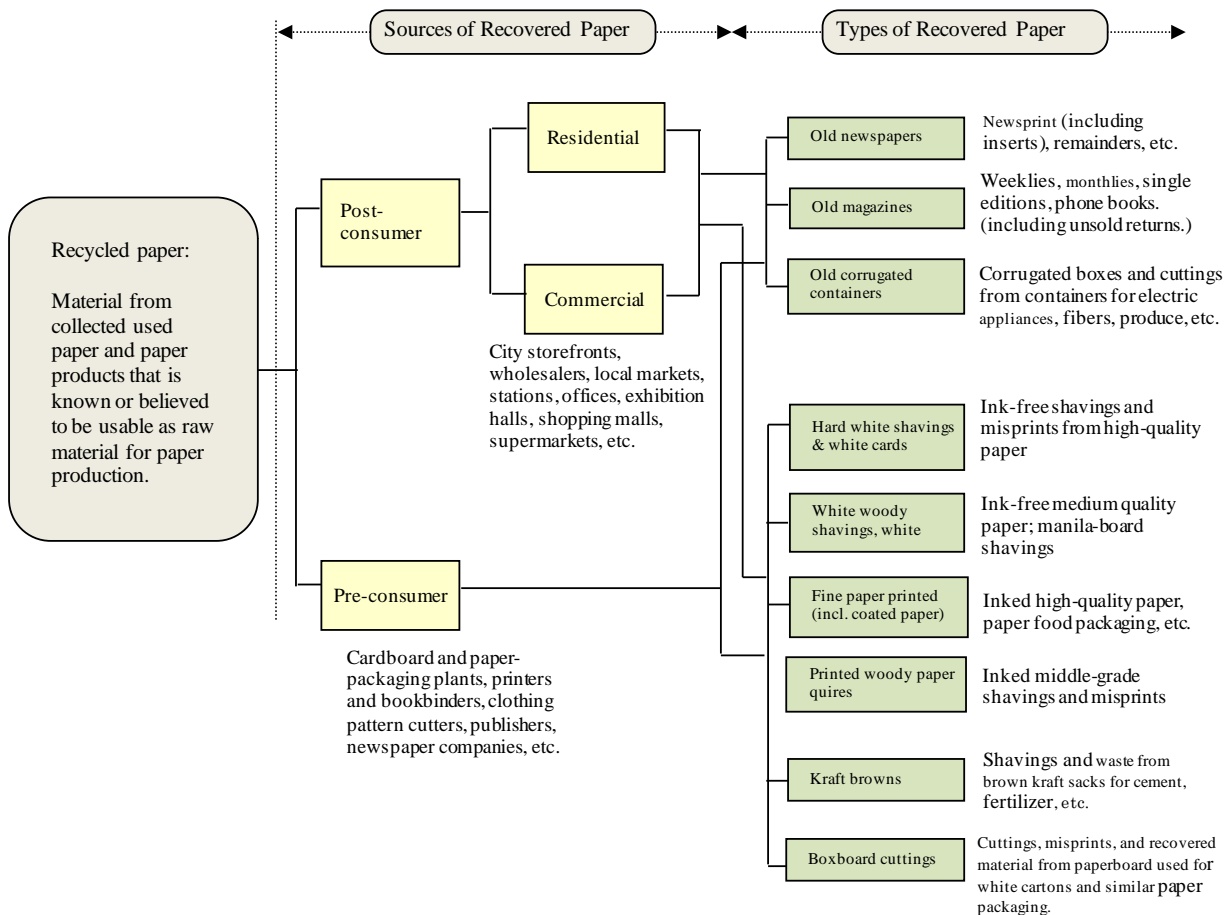 Sources of Recovered Paper
Types of Recovered Paper
Recycled paper:
Material from
collected used
paper and paper
products that is
known or believed
to be usable as raw
material for paper
production.
Post-
consumer
Residential
Commercial
City storefronts,
wholesalers, local markets,
stations, offices, exhibition
halls, shopping malls,
supermarkets, etc.
Pre-consumer
Cardboard and paper-
packaging plants, printers
and bookbinders, clothing
pattern cutters, publishers,
newspaper companies, etc.
Old newspapers
Newsprint (including
inserts), remainders, etc.
Old magazines
Weeklies, monthlies, single
editions, phone books.
(including unsold returns.)
Old corrugated
containers
Corrugated boxes and cuttings
from containers for electric
appliances, fibers, produce, etc.
Hard white shavings
& white cards
Ink-free shavings and
misprints from high-quality
paper
White woody
shavings, white
Ink-free medium quality
paper; manila-board
shavings
Fine paper printed
(incl. coated paper)
Inked high-quality paper,
paper food packaging, etc.
Printed woody paper
quires
Inked middle-grade
shavings and misprints
Kraft browns
Shavings and waste from
brown kraft sacks for cement,
fertilizer, etc.
Boxboard cuttings
Cuttings, misprints, and recovered
material from paperboard used for
white cartons and similar paper
packaging.